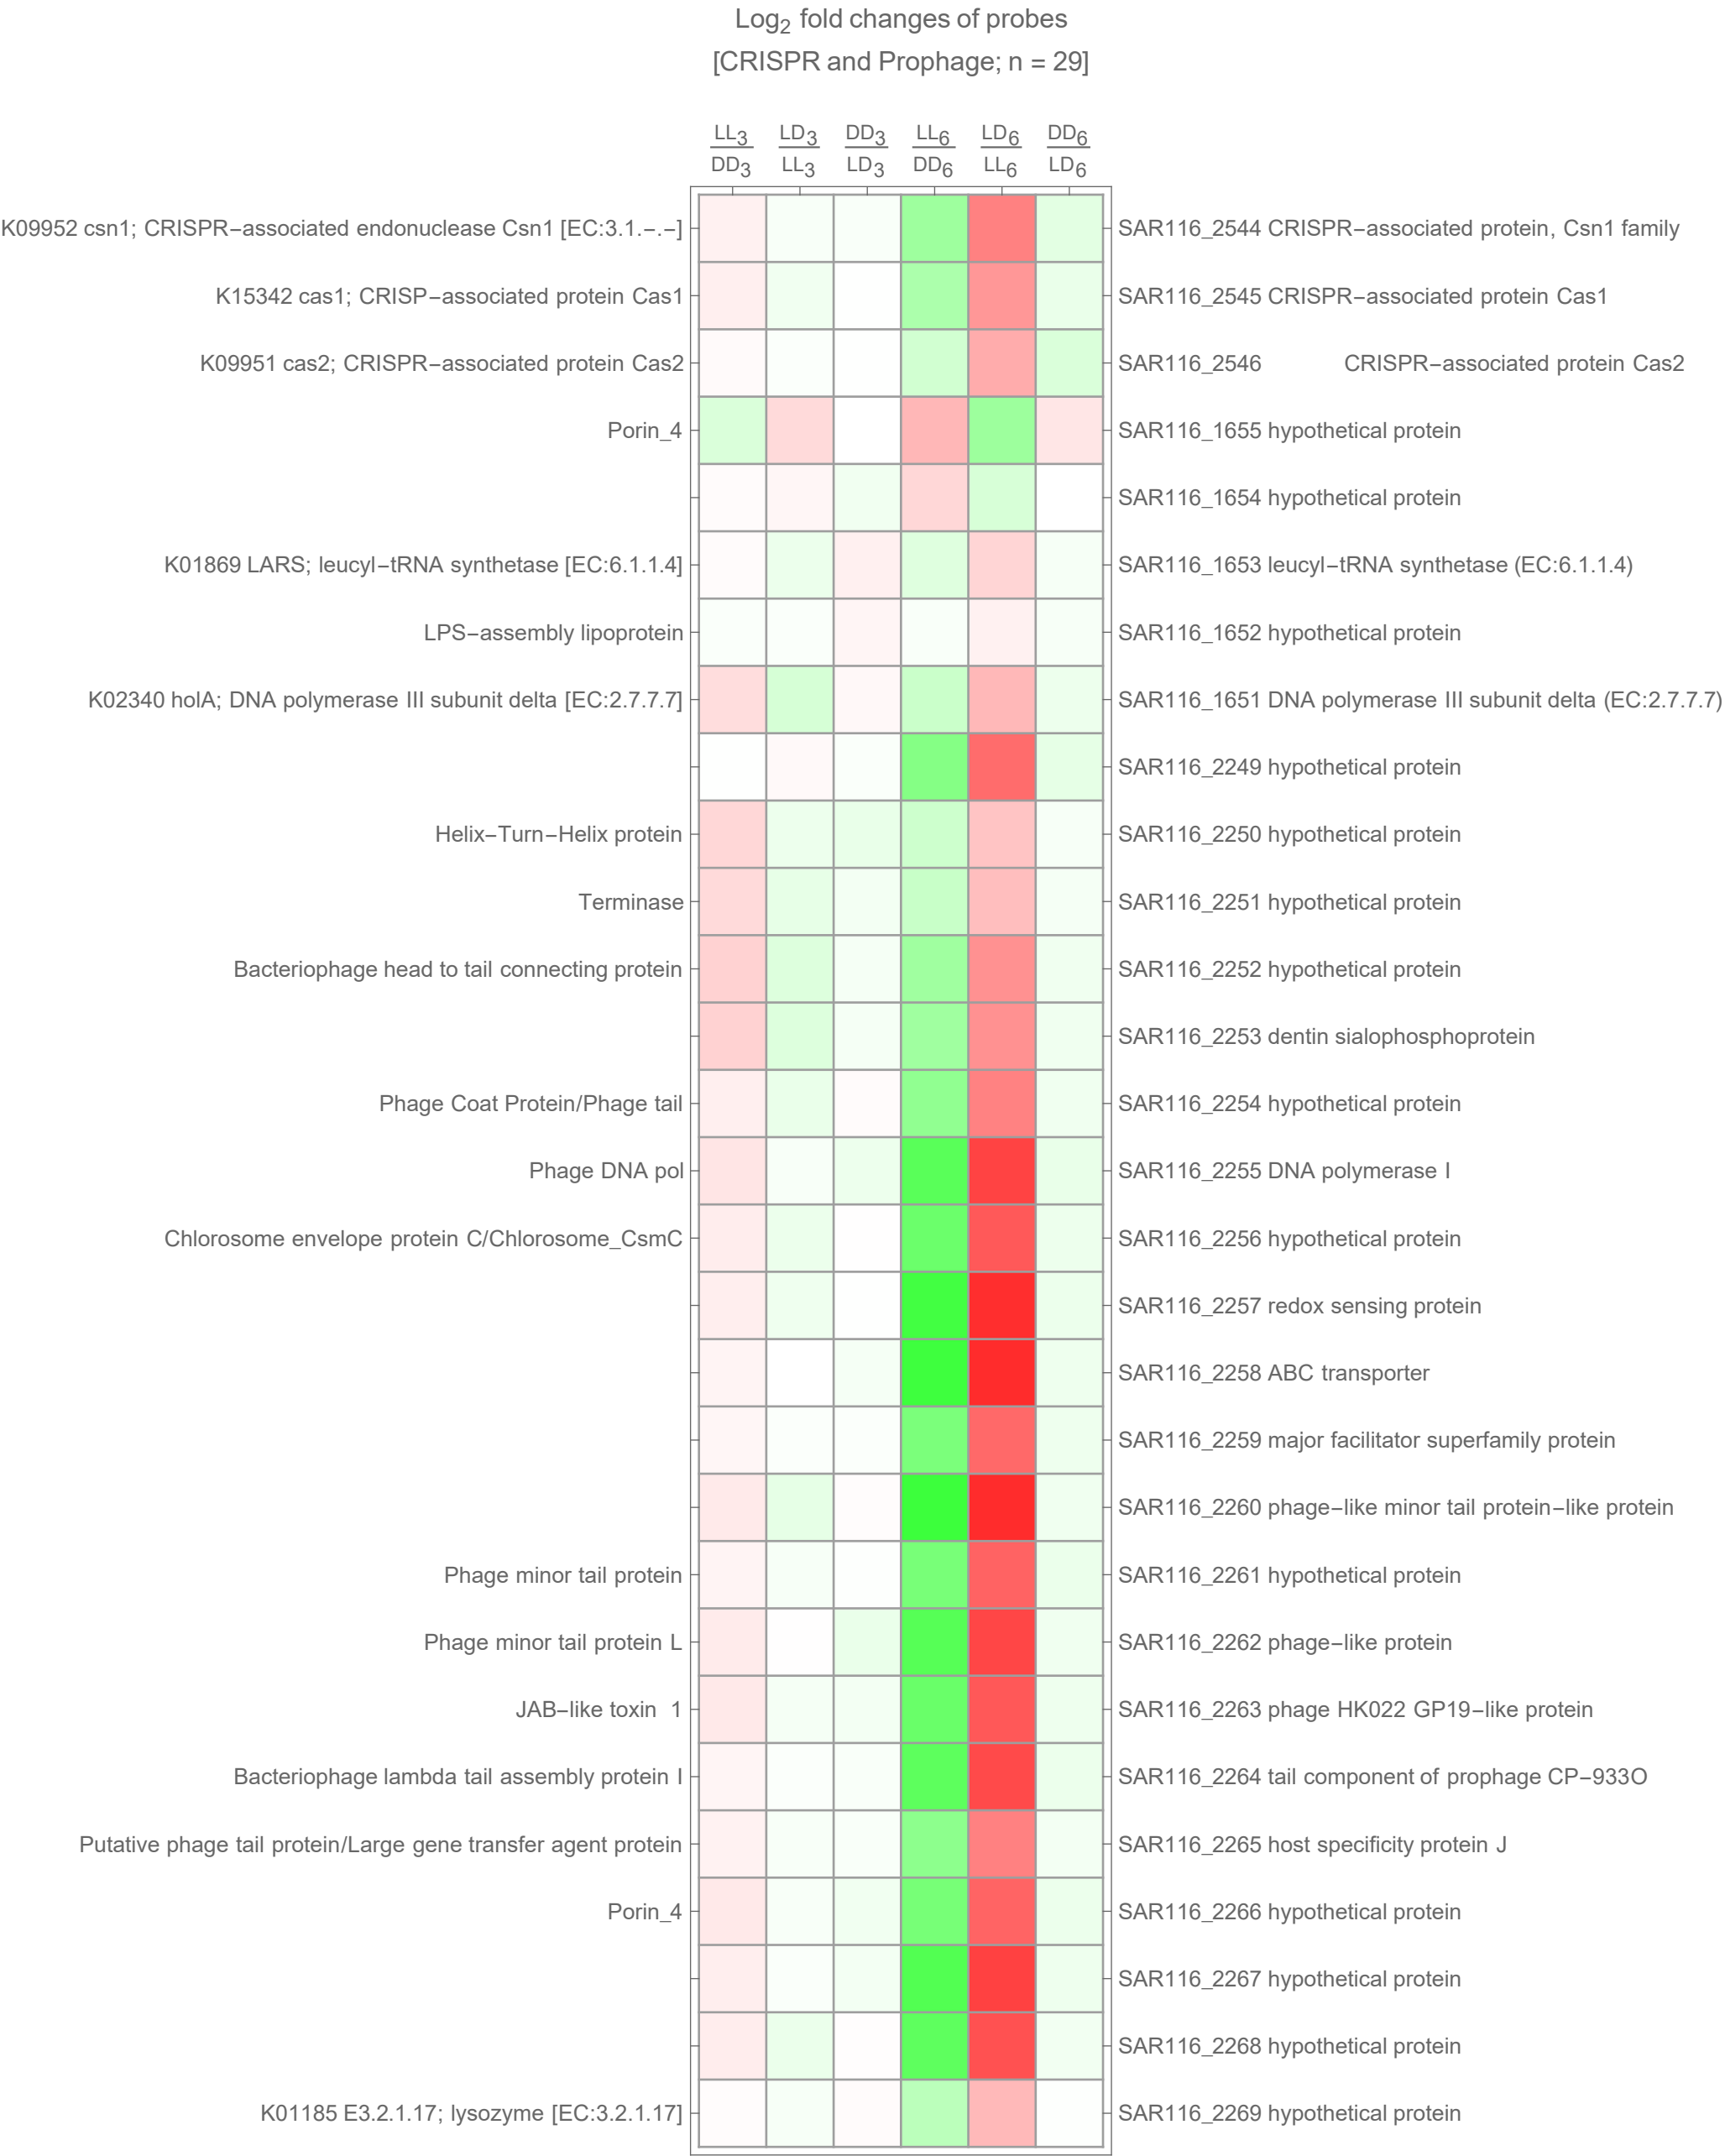 Log2 fold changes of probes
[CRISPR and Prophage; n = 29]
LL3 LD3 DD3 LL6 LD6 DD6
DD3 LL3 LD3 DD6 LL6 LD6
K09952 csn1; CRISPR−associated endonuclease Csn1 [EC:3.1.−.−] SAR116_2544 CRISPR−associated protein, Csn1 family
K15342 cas1; CRISP−associated protein Cas1 SAR116_2545 CRISPR−associated protein Cas1
K09951 cas2; CRISPR−associated protein Cas2 SAR116_2546 CRISPR−associated protein Cas2
Porin_4 SAR116_1655 hypothetical protein
SAR116_1654 hypothetical protein
K01869 LARS; leucyl−tRNA synthetase [EC:6.1.1.4] SAR116_1653 leucyl−tRNA synthetase (EC:6.1.1.4)
LPS−assembly lipoprotein SAR116_1652 hypothetical protein
K02340 holA; DNA polymerase III subunit delta [EC:2.7.7.7] SAR116_1651 DNA polymerase III subunit delta (EC:2.7.7.7)
SAR116_2249 hypothetical protein
Helix−Turn−Helix protein SAR116_2250 hypothetical protein
Terminase SAR116_2251 hypothetical protein
Bacteriophage head to tail connecting protein SAR116_2252 hypothetical protein
SAR116_2253 dentin sialophosphoprotein
Phage Coat Protein/Phage tail SAR116_2254 hypothetical protein
Phage DNA pol SAR116_2255 DNA polymerase I
Chlorosome envelope protein C/Chlorosome_CsmC SAR116_2256 hypothetical protein
SAR116_2257 redox sensing protein
SAR116_2258 ABC transporter
SAR116_2259 major facilitator superfamily protein
SAR116_2260 phage−like minor tail protein−like protein
Phage minor tail protein SAR116_2261 hypothetical protein
Phage minor tail protein L SAR116_2262 phage−like protein
JAB−like toxin 1 SAR116_2263 phage HK022 GP19−like protein
Bacteriophage lambda tail assembly protein I SAR116_2264 tail component of prophage CP−933O
Putative phage tail protein/Large gene transfer agent protein SAR116_2265 host specificity protein J
Porin_4 SAR116_2266 hypothetical protein
SAR116_2267 hypothetical protein
SAR116_2268 hypothetical protein
K01185 E3.2.1.17; lysozyme [EC:3.2.1.17] SAR116_2269 hypothetical protein